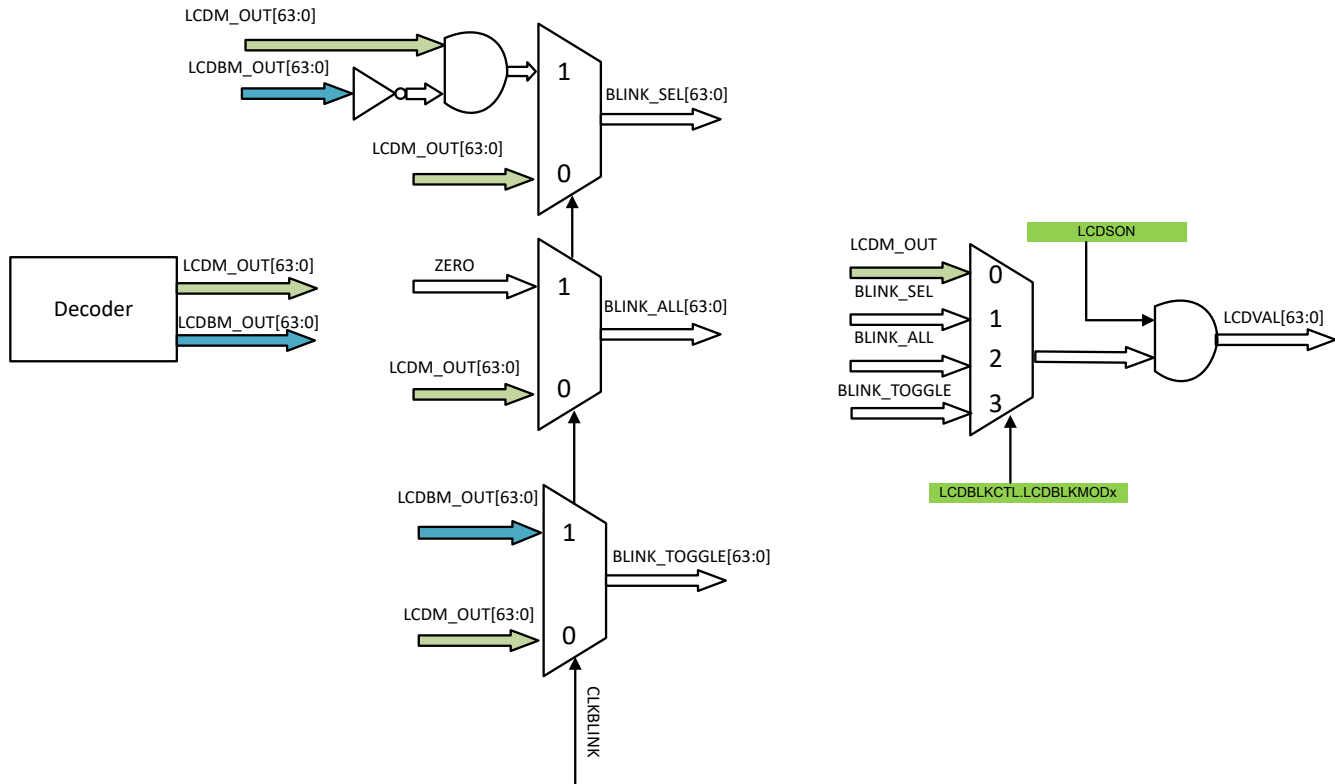 LCDM_OUT[63:0]
LCDBM_OUT[63:0]
1
BLINK_SEL[63:0]
LCDM_OUT[63:0]
0
Decoder
LCDM_OUT[63:0]
LCDBM_OUT[63:0]
ZERO
1
BLINK_ALL[63:0]
LCDM_OUT[63:0]
0
LCDBM_OUT[63:0]
1
BLINK_TOGGLE[63:0]
LCDM_OUT[63:0]
0
CLKBLINK
LCDSON
LCDM_OUT
0
BLINK_SEL
1
BLINK_ALL
2
BLINK_TOGGLE
3
LCDVAL[63:0]
LCDBLKCTL.LCDBLKMODx